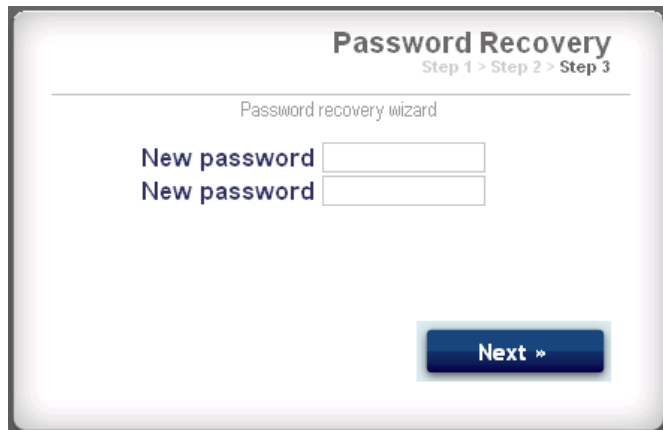 Password Recovery
Step 1 > Step 2 > Step 3
Password recovery wizard
New password
New password
Next »